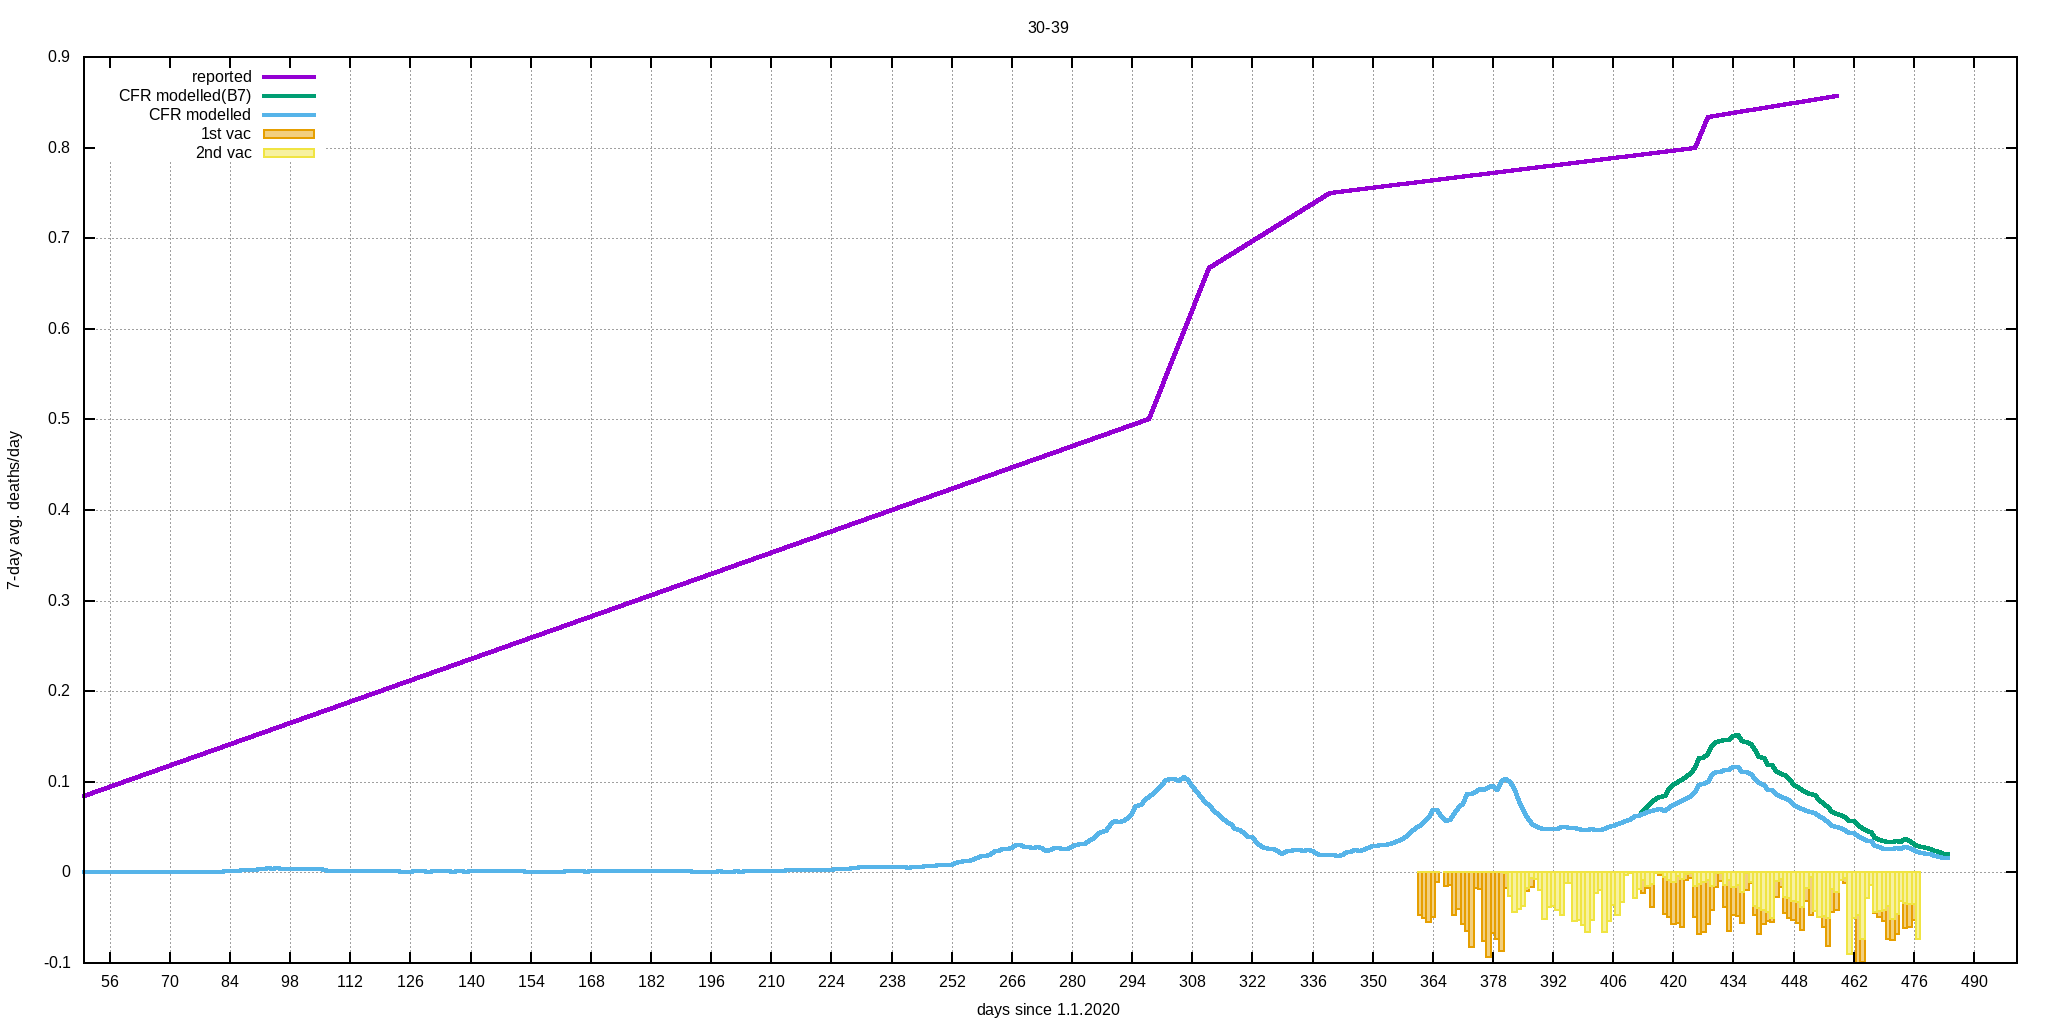 30-39
0.9
0.8
0.7
0.6
0.5
0.4
0.3
0.2
0.1
0
-0.1
7-day avg. deaths/day
reported
CFR modelled(B7)
CFR modelled
1st vac
2nd vac
56 70 84 98 112 126 140 154 168 182 196 210 224 238 252 266 280 294 308 322 336 350 364 378 392 406 420 434 448 462 476 490
days since 1.1.2020